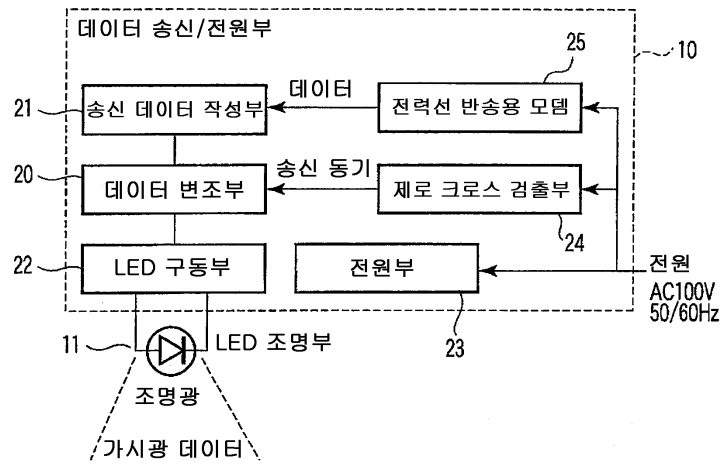 데이터 송신/전원부
10
25
21
송신 데이터 작성부
데이터
전력선 반송용 모뎀
20
데이터 변조부
송신 동기
제로 크로스 검출부
24
22
LED 구동부
전원부
23
전원
AC100V
50/60Hz
11
LED 조명부
조명광
가시광 데이터